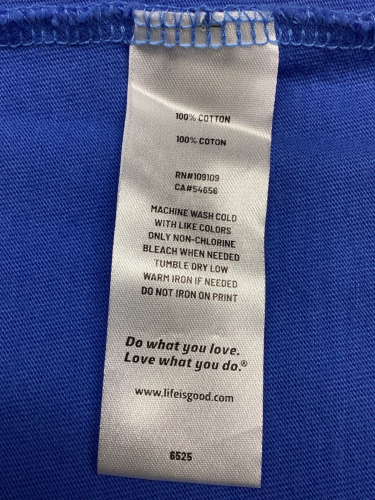 100% COTTON
100% COTON
RN#109109
CA#54656
MACHINE WASH COLD
WITH LIKE COLORS
ONLY NON-CHLORINE
BLEACH WHEN NEEDED
TUMBLE DRY LOW
WARM IRON IF NEEDED
DO NOT IRON ON PRINT
Do what you love.
Love what you do.®
www.lifeisgood.com
6525